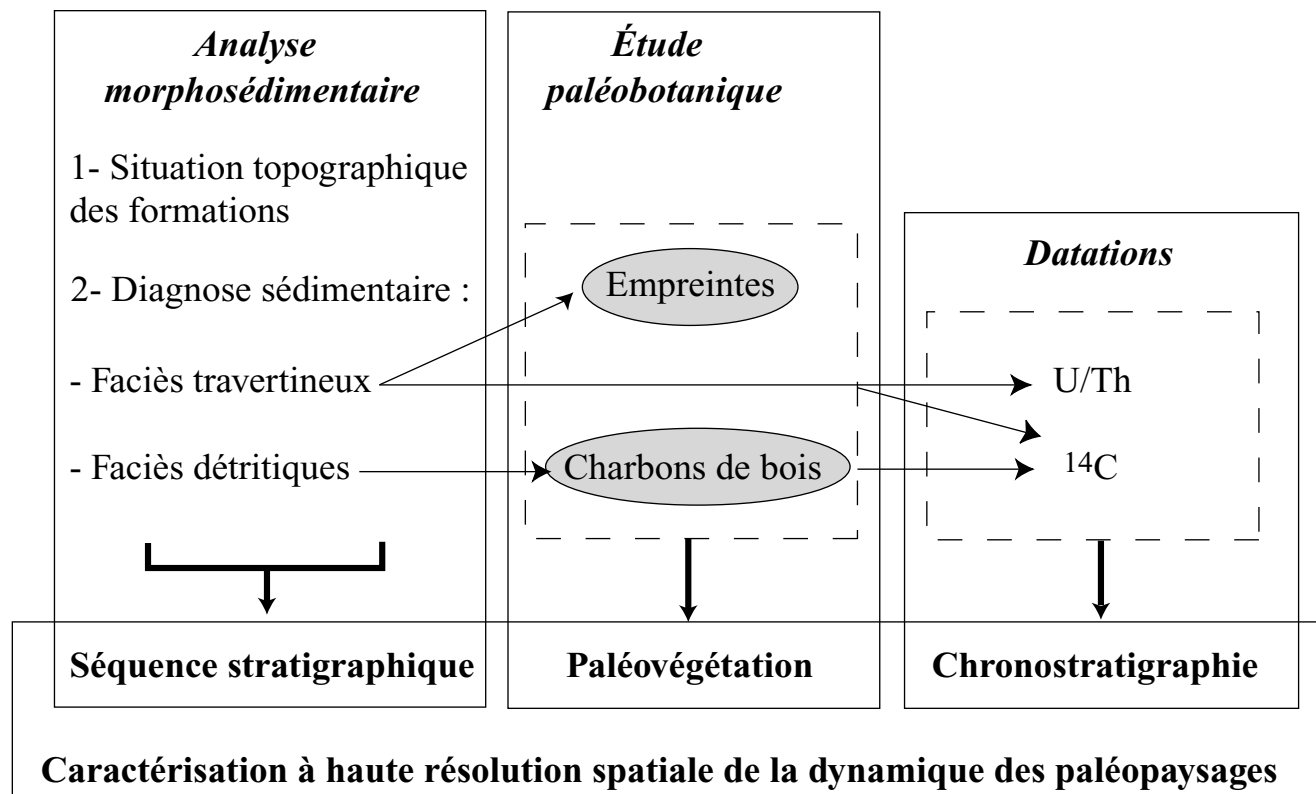 Analyse
morphosédimentaire
1- Situation topographique
des formations
2- Diagnose sédimentaire :
- Faciès travertineux
- Faciès détritiques
Séquence stratigraphique
Étude
paléobotanique
Empreintes
Charbons de bois
Paléovégétation
Datations
U/Th
14C
Chronostratigraphie
Caractérisation à haute résolution spatiale de la dynamique des paléopaysages